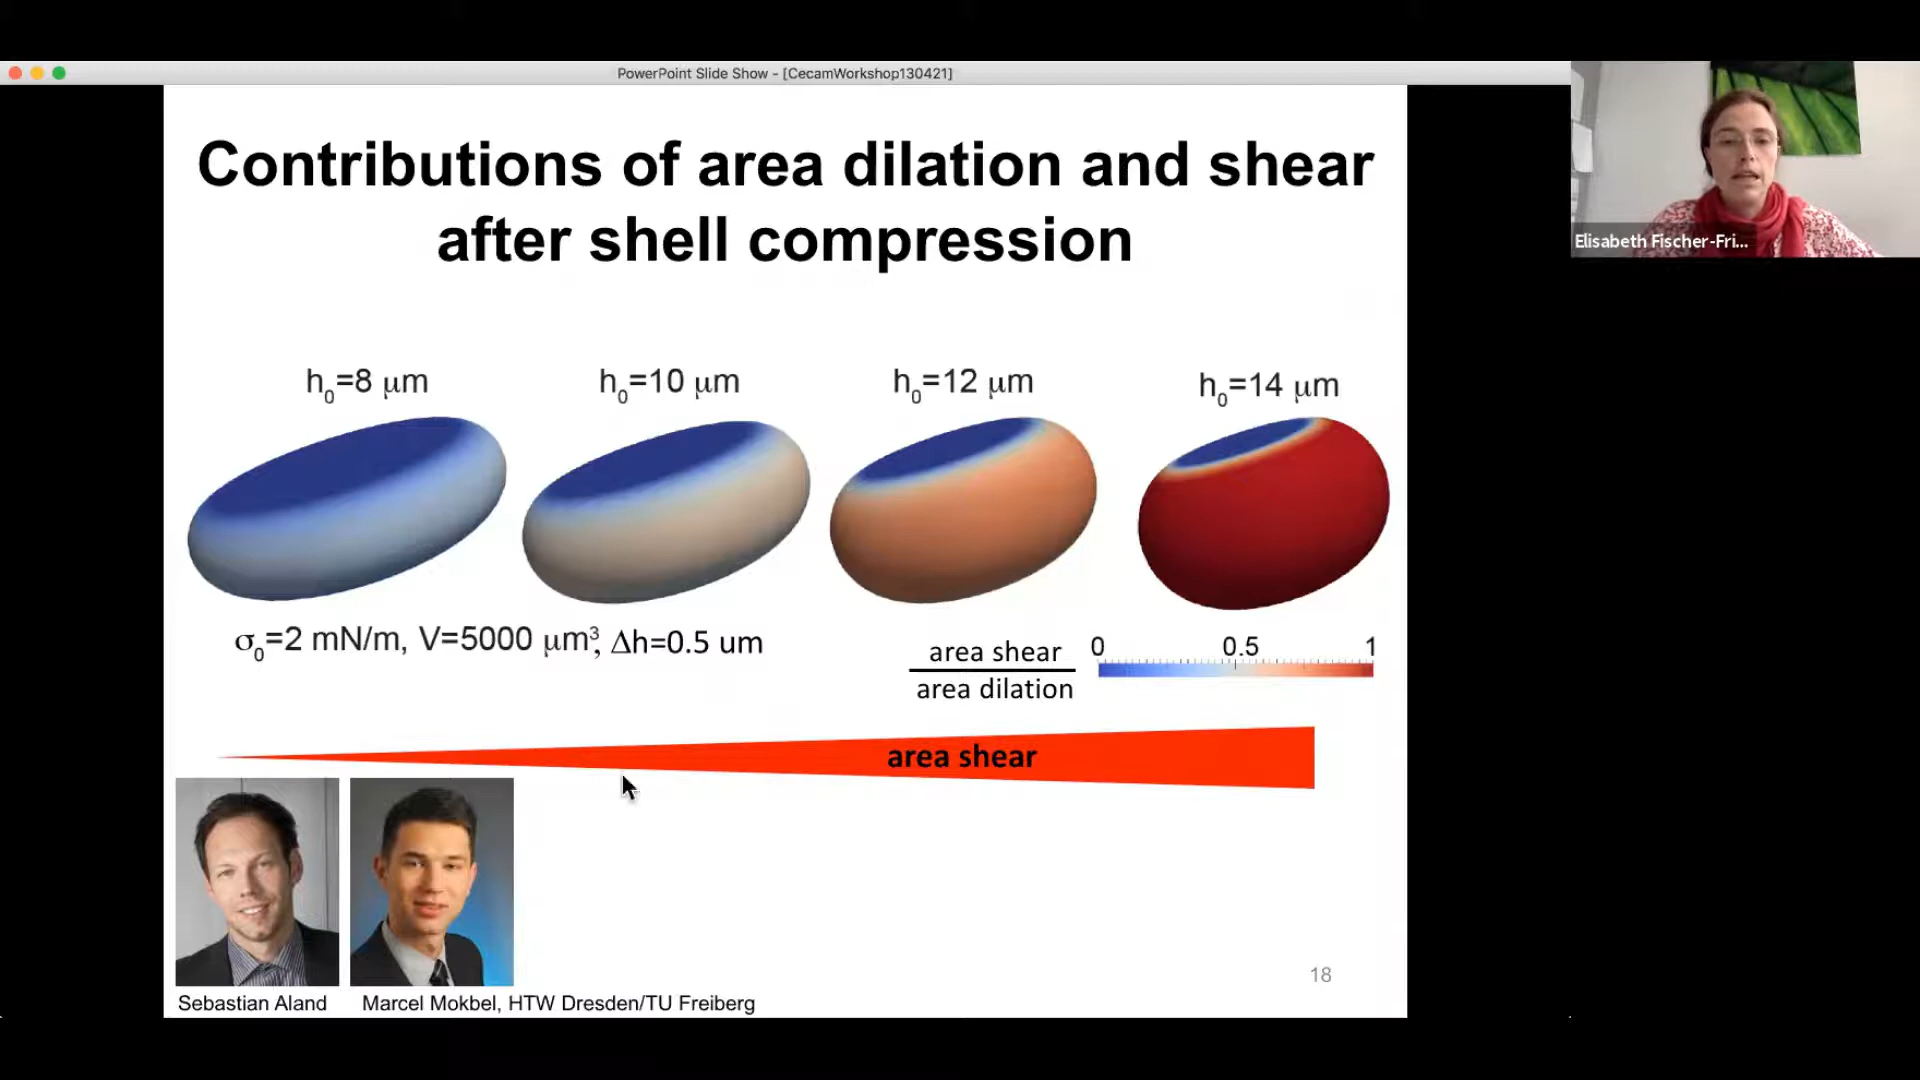 PowerPoint Slide Show - [CecamWorkshop130421]
Elisabeth Fischer-Fri...
Contributions of area dilation and shear
after shell compression
h₀=8 μm
h₀=10 μm
h₀=12 μm
h₀=14 μm
σ₀=2 mN/m, V=5000 μm³, Δh=0.5 um
area shear
area dilation
0 0.5 1
area shear
18
Sebastian Aland
Marcel Mokbel, HTW Dresden/TU Freiberg